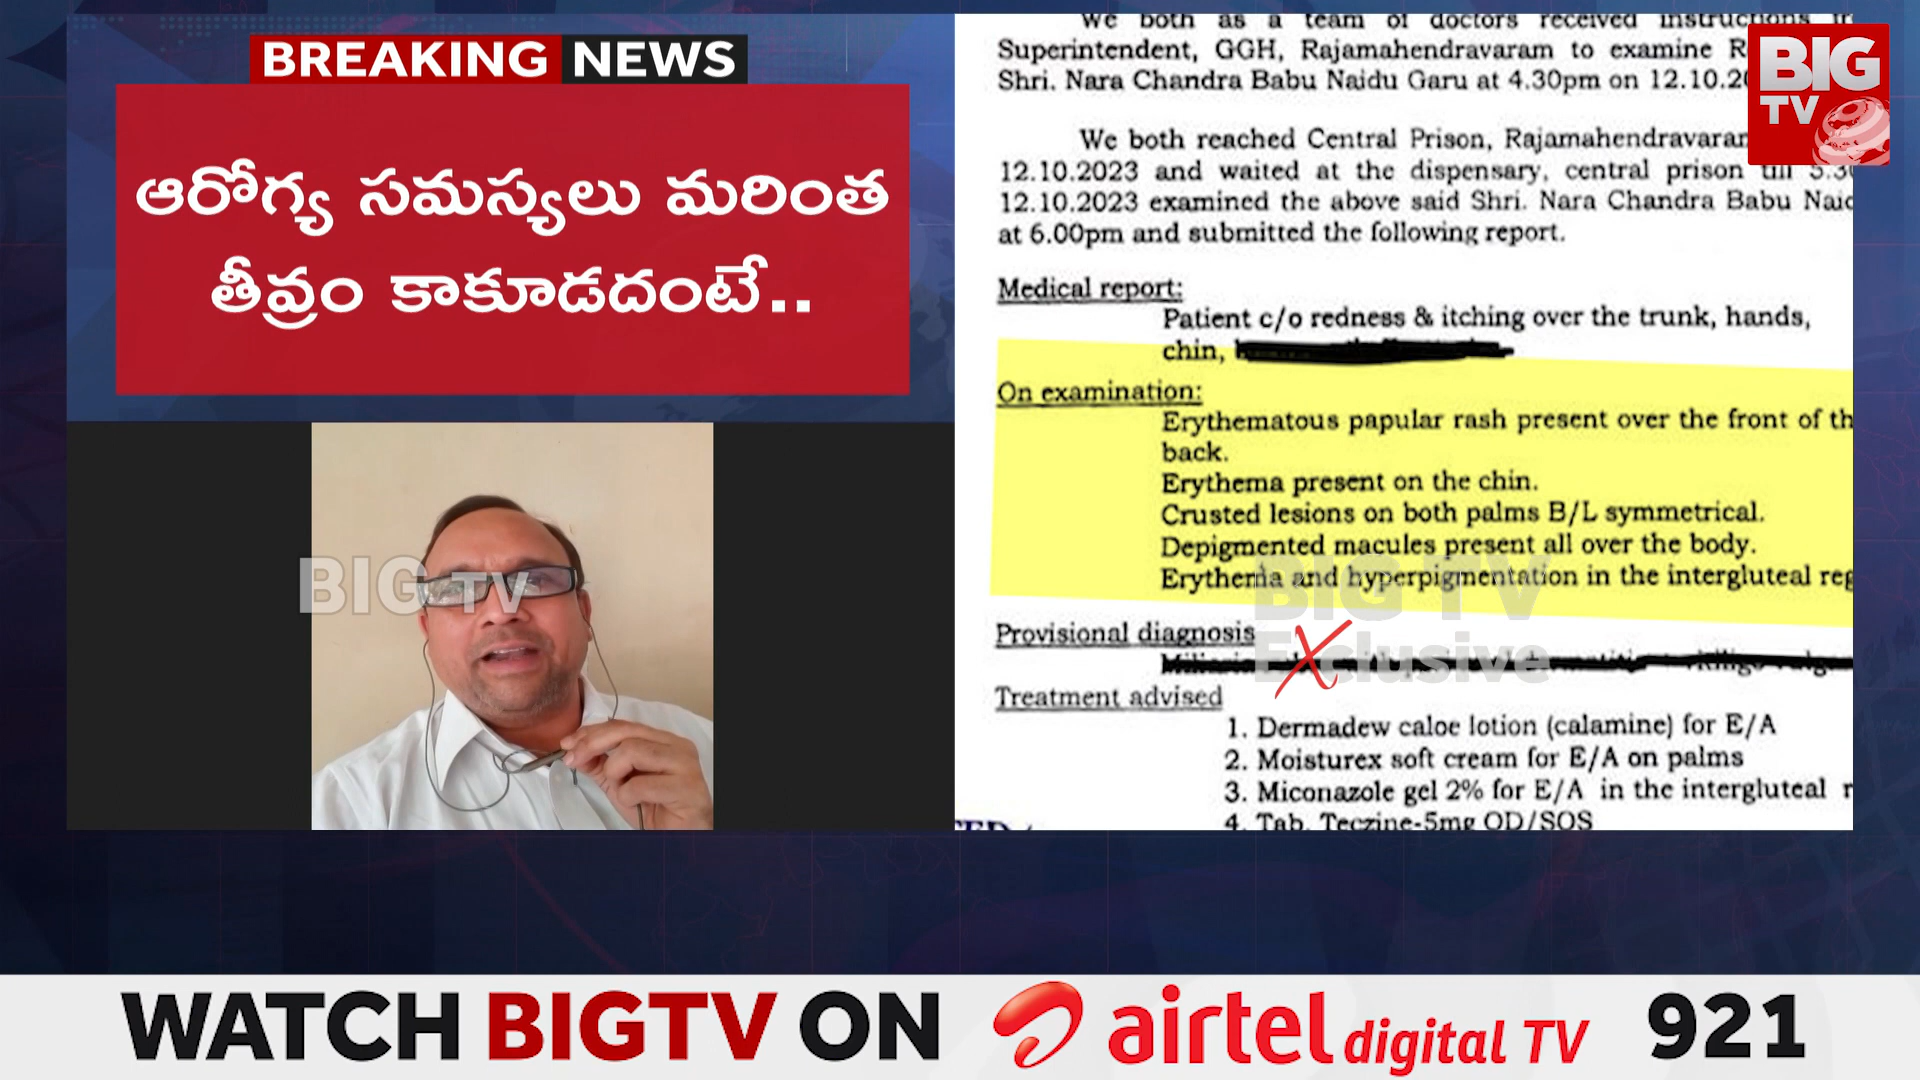 BREAKING NEWS
ఆరోగ్య సమస్యలు మరింత
తీవ్రం కాకూడదంటే..
BIG TV
We both as a team of doctors received instructions
Superintendent, GGH, Rajamahendravaram to examine R
Shri. Nara Chandra Babu Naidu Garu at 4.30pm on 12.10.20
We both reached Central Prison, Rajamahendravaram
12.10.2023 and waited at the dispensary, central prison till 5.30
12.10.2023 examined the above said Shri. Nara Chandra Babu Naid
at 6.00pm and submitted the following report.
Medical report:
Patient c/o redness & itching over the trunk, hands,
chin,
On examination:
Erythematous papular rash present over the front of th
back.
Erythema present on the chin.
Crusted lesions on both palms B/L symmetrical.
Depigmented macules present all over the body.
Erythema and hyperpigmentation in the intergluteal reg
Provisional diagnosis
Treatment advised
1. Dermadew caloe lotion (calamine) for E/A
2. Moisturex soft cream for E/A on palms
3. Miconazole gel 2% for E/A in the intergluteal r
4. Tab. Teczine-5mg OD/SOS
BIG TV
BIG TV
Exclusive
WATCH BIGTV ON airtel digital TV 921